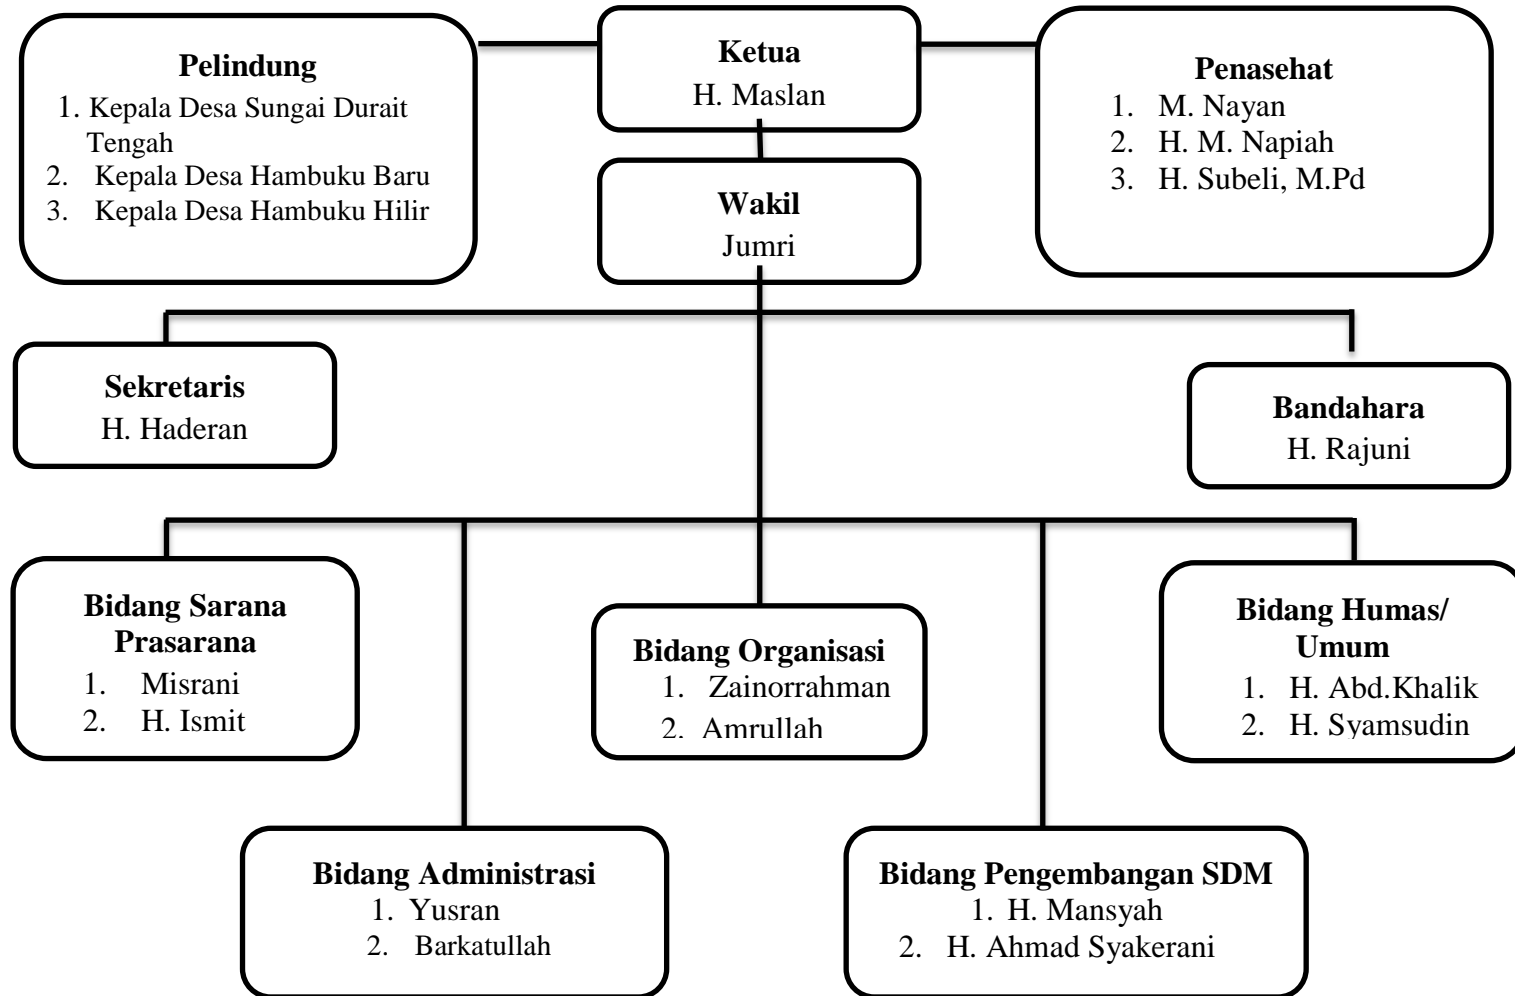 Pelindung
1. Kepala Desa Sungai Durait
Tengah
2. Kepala Desa Hambuku Baru
3. Kepala Desa Hambuku Hilir
Ketua
H. Maslan
Penasehat
1. M. Nayan
2. H. M. Napiah
3. H. Subeli, M.Pd
Wakil
Jumri
Sekretaris
H. Haderan
Bandahara
H. Rajuni
Bidang Sarana
Prasarana
1. Misrani
2. H. Ismit
Bidang Organisasi
1. Zainorrahman
2. Amrullah
Bidang Humas/
Umum
1. H. Abd.Khalik
2. H. Syamsudin
Bidang Administrasi
1. Yusran
2. Barkatullah
Bidang Pengembangan SDM
1. H. Mansyah
2. H. Ahmad Syakerani